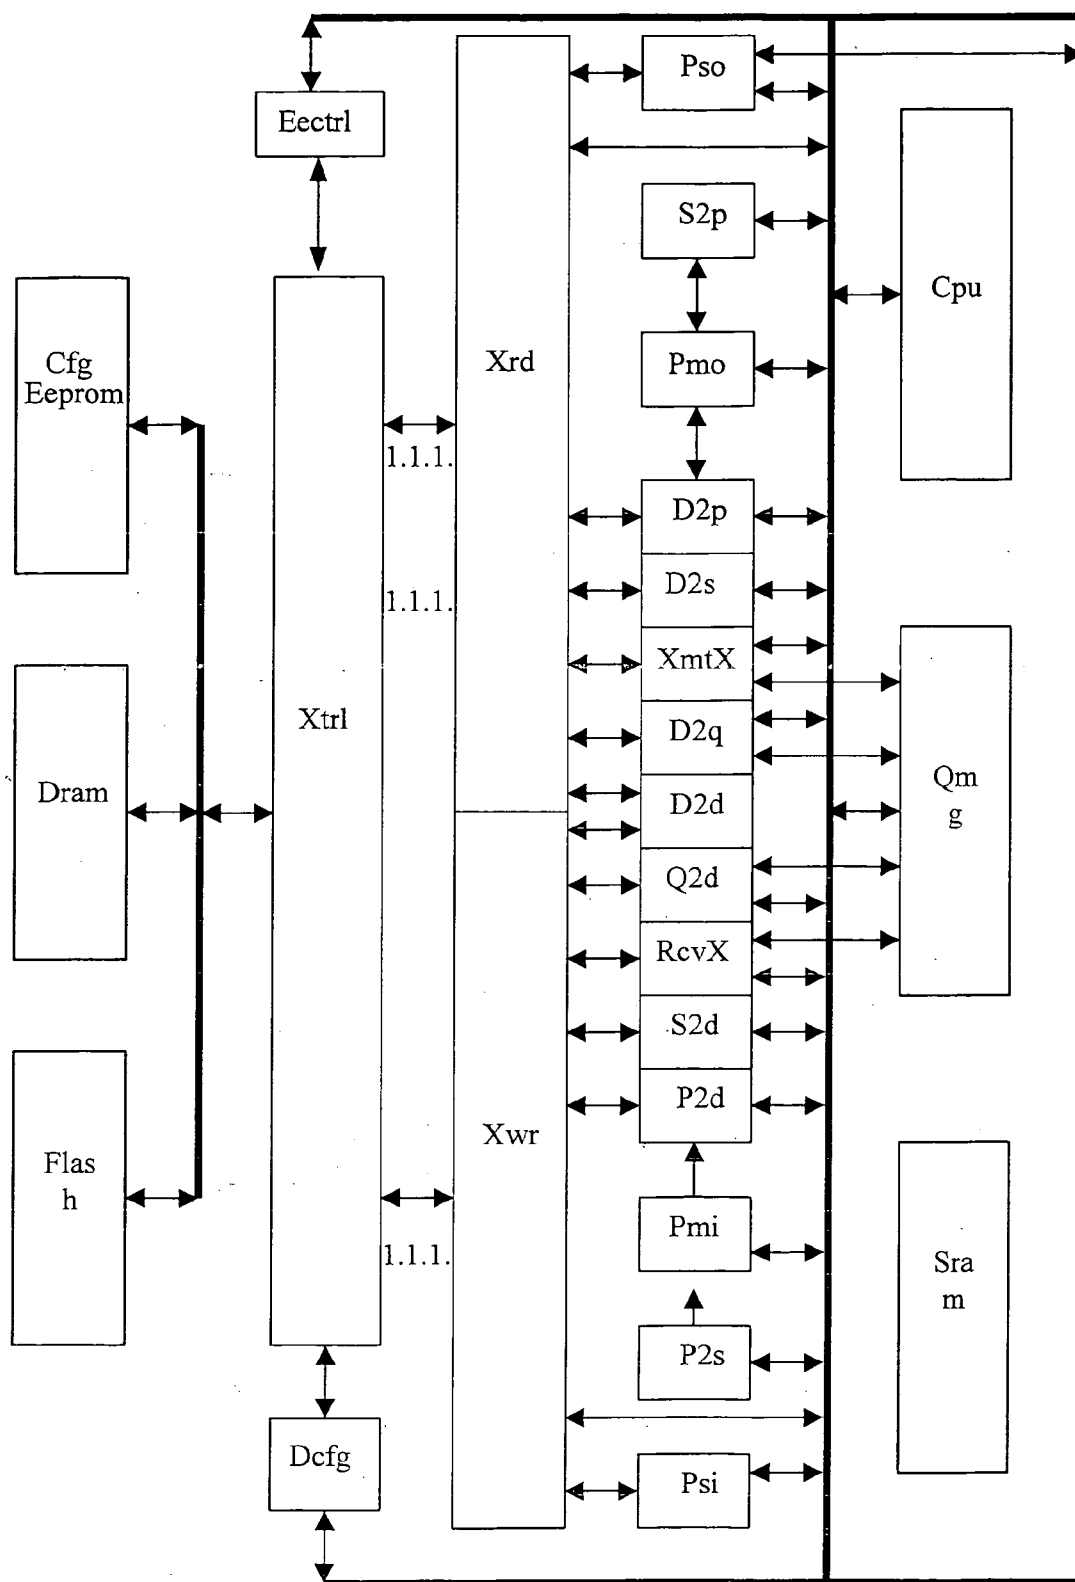 Pso
Eectrl
S2p
Cpu
Cfg
Eeprom
Xrd
Pmo
1.1.1.
D2p
D2s
1.1.1.
XmtX
Xtrl
D2q
Dram
D2d
Qm
g
Q2d
RcvX
S2d
P2d
Xwr
Flas
h
Pmi
1.1.1.
Sra
m
P2s
Dcfg
Psi